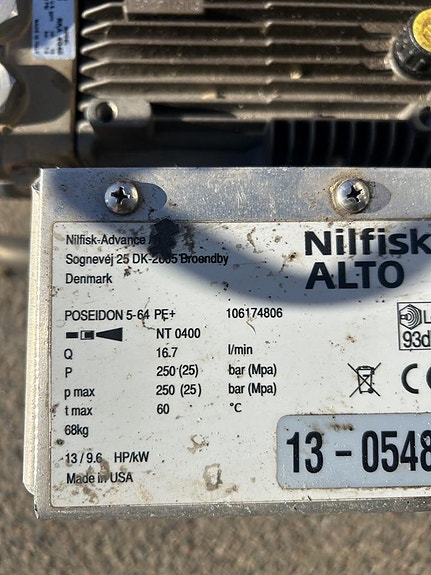 Nilfisk-Advance
Sognevej 25 DK-2605 Broendby
Denmark
Nilfisk
ALTO
POSEIDON 5-64 PE+ 106174806
NT 0400
Q 16.7 l/min
P 250 (25) bar (Mpa)
p max 250 (25) bar (Mpa)
t max 60 °C
68kg
13 / 9.6 HP/kW
Made in USA
L
93d
CE
13 - 0548